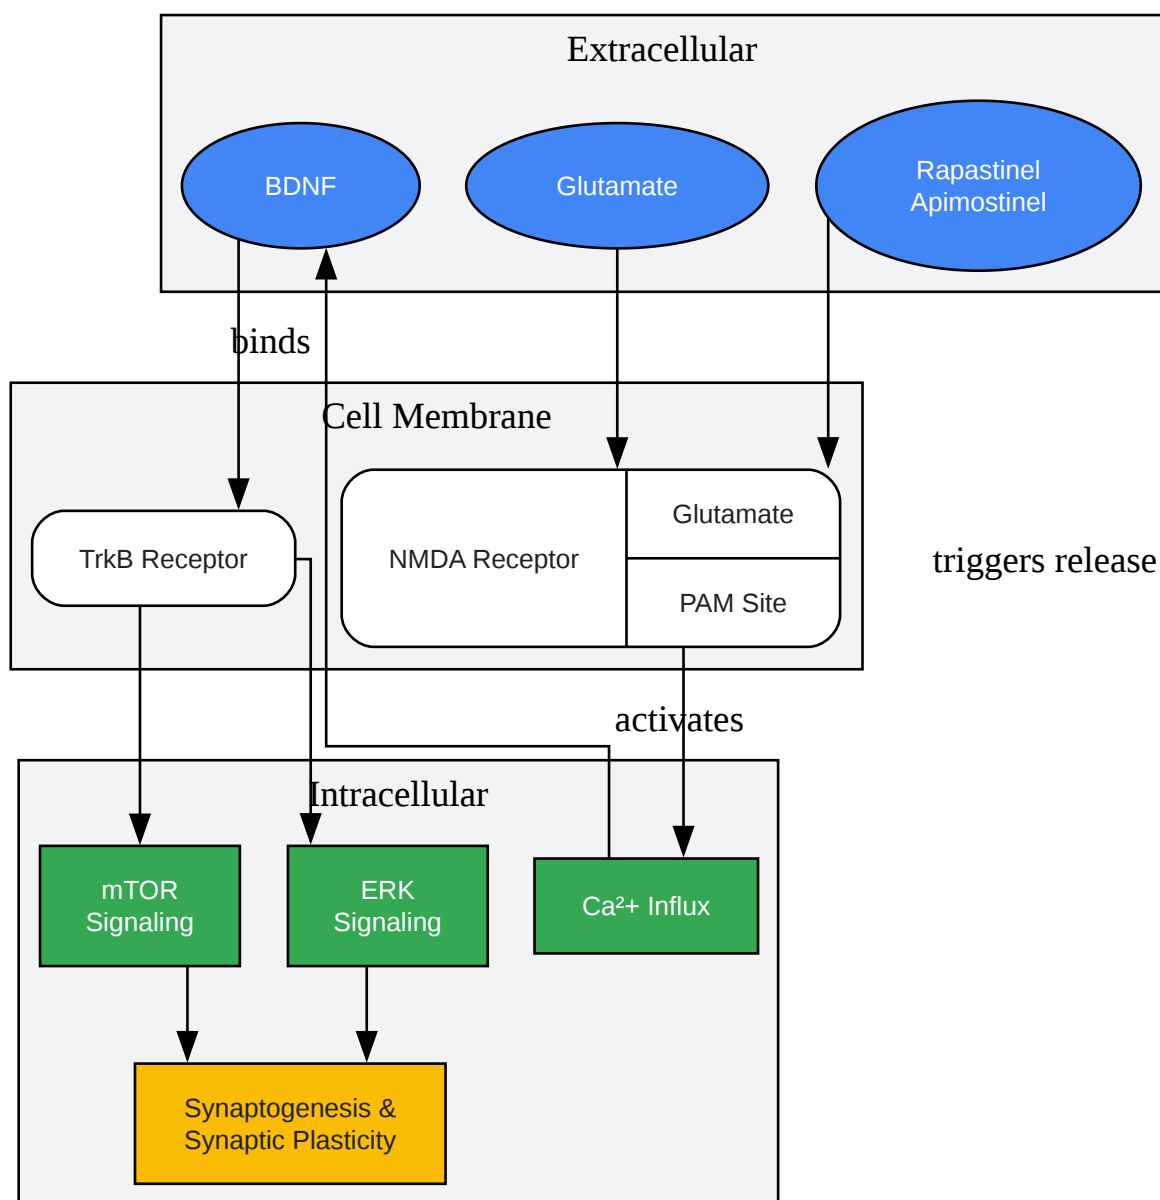 Extracellular
BDNF
Glutamate
Rapastinel
Apimostinel
binds
Cell Membrane
TrkB Receptor
NMDA Receptor
Glutamate
PAM Site
triggers release
activates
Intracellular
mTOR
Signaling
ERK
Signaling
Ca²+ Influx
Synaptogenesis &
Synaptic Plasticity